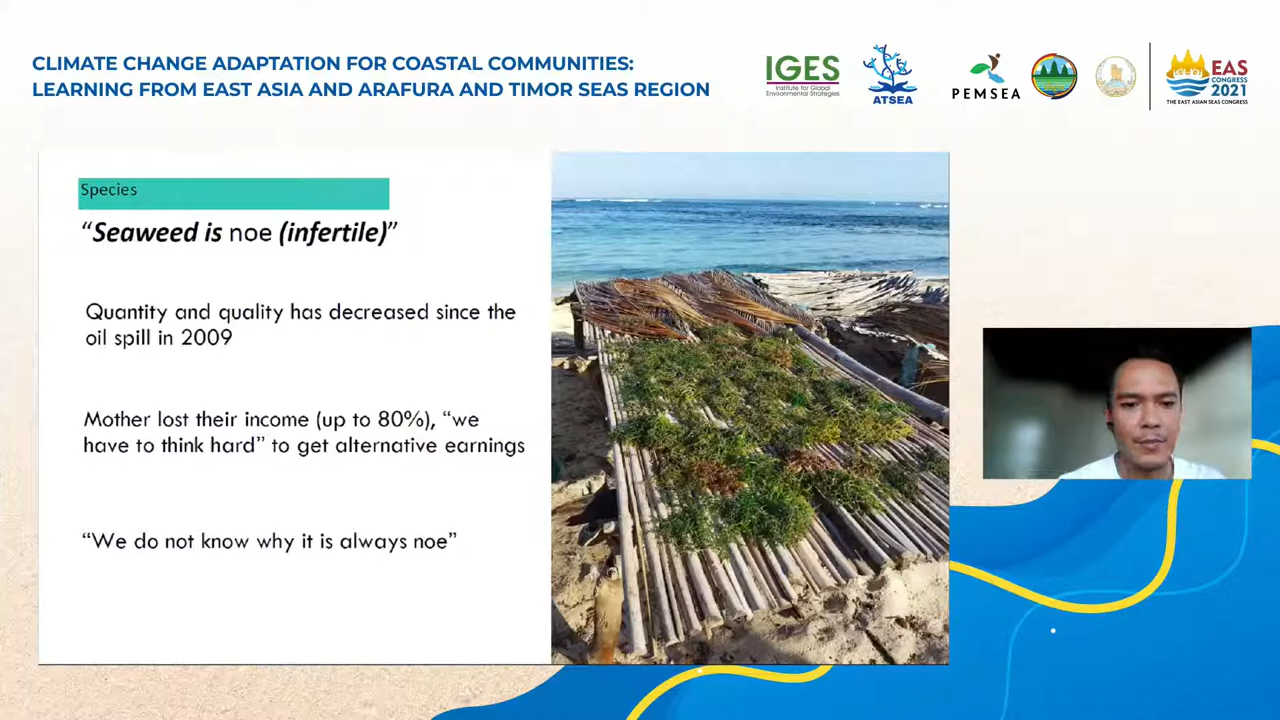 CLIMATE CHANGE ADAPTATION FOR COASTAL COMMUNITIES:
LEARNING FROM EAST ASIA AND ARAFURA AND TIMOR SEAS REGION
IGES
Institute for Global
Environmental Strategies
ATSEA
PEMSEA
EAS
CONGRESS
2021
THE EAST ASIAN SEAS CONGRESS
Species
“Seaweed is noe (infertile)”
Quantity and quality has decreased since the
oil spill in 2009
Mother lost their income (up to 80%), “we
have to think hard” to get alternative earnings
“We do not know why it is always noe”